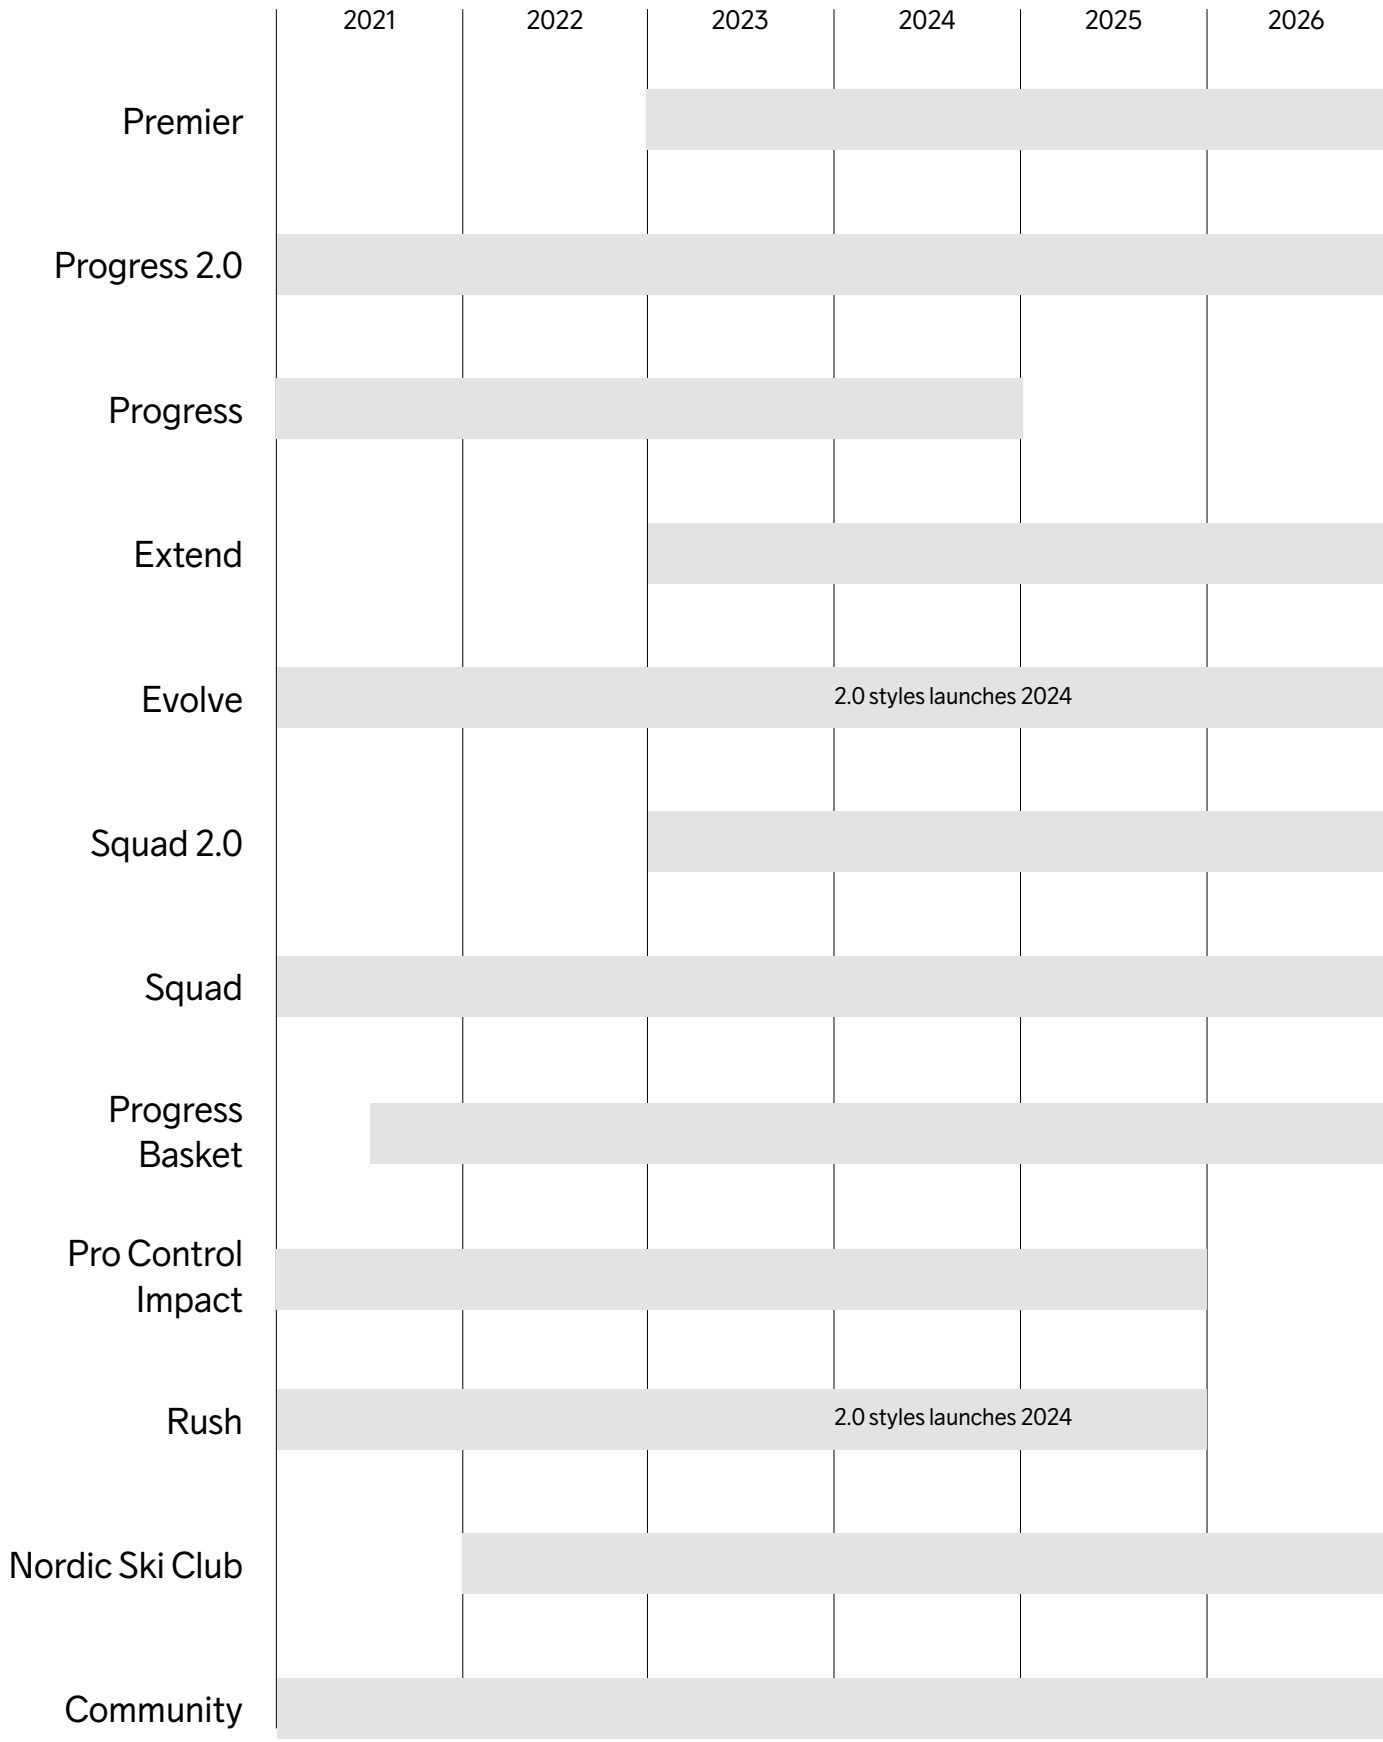 2021 2022 2023 2024 2025 2026
Premier
Progress 2.0
Progress
Extend
Evolve 2.0 styles launches 2024
Squad 2.0
Squad
Progress
Basket
Pro Control
Impact
Rush 2.0 styles launches 2024
Nordic Ski Club
Community